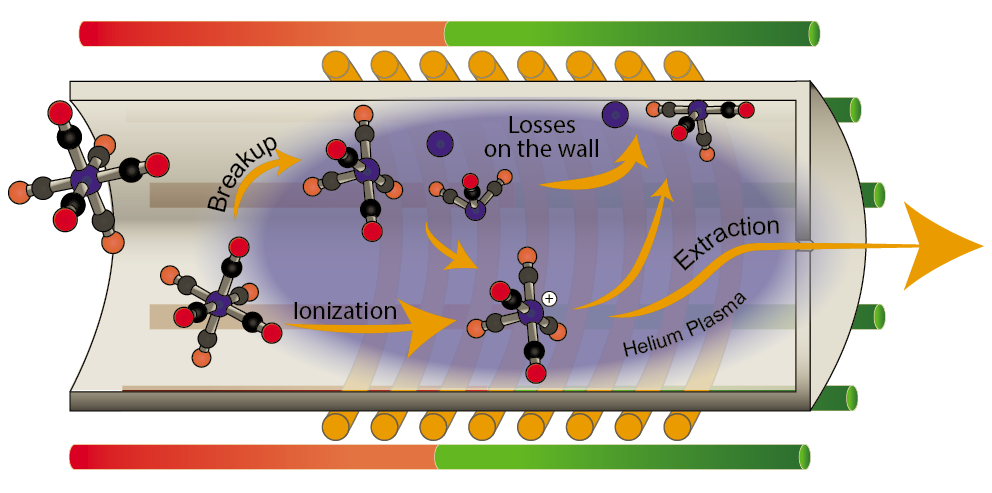 Losses
on the wall
Breakup
Extraction
Ionization
+
Helium Plasma